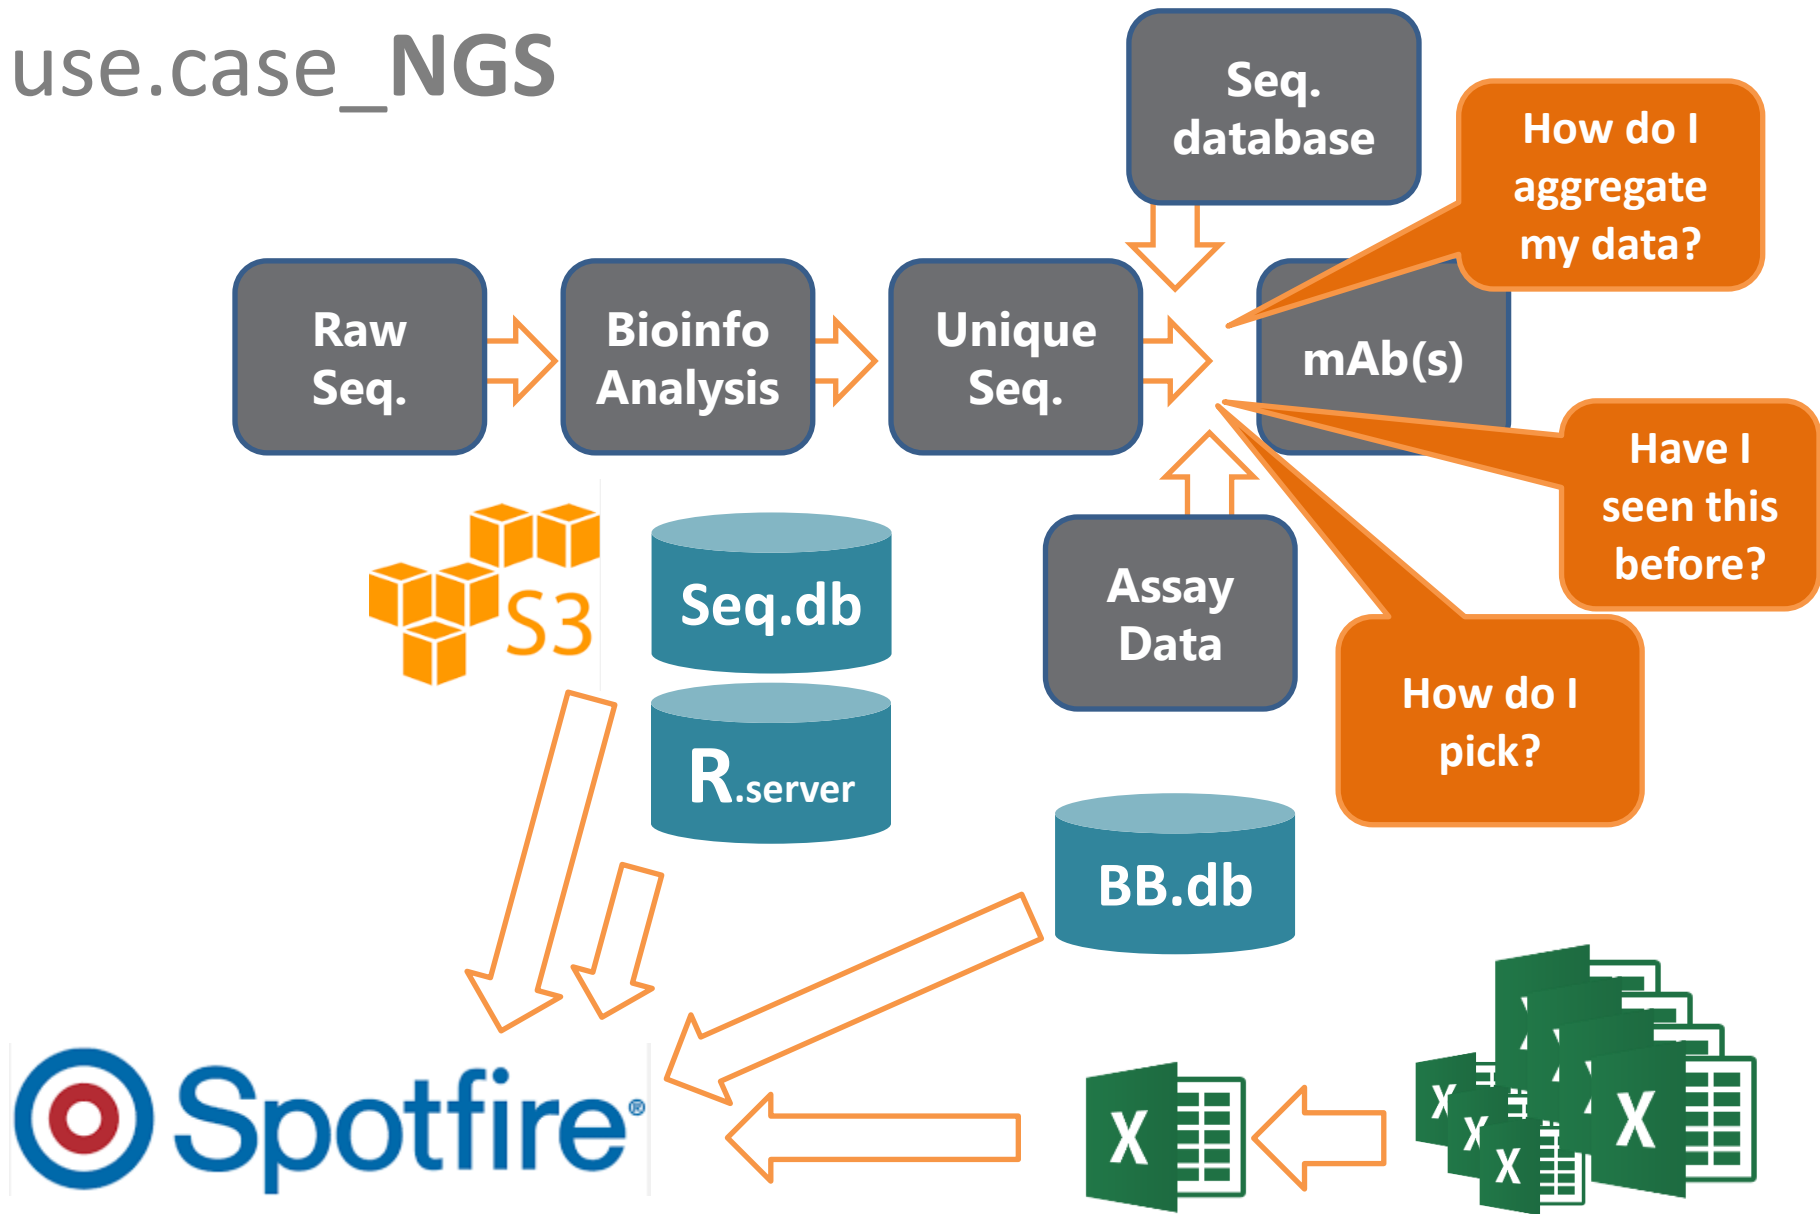 use.case_NGS
Seq.
database
How do I
aggregate
my data?
Raw
Seq.
Bioinfo
Analysis
Unique
Seq.
mAb(s)
Have I
seen this
before?
S3
Seq.db
Assay
Data
How do I
pick?
R.server
BB.db
Spotfire®
X
X
X
X
X
X